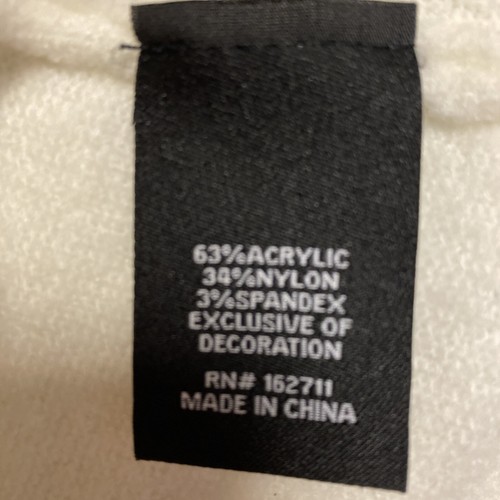 63%ACRYLIC
34%NYLON
3%SPANDEX
EXCLUSIVE OF
DECORATION
RN# 162711
MADE IN CHINA